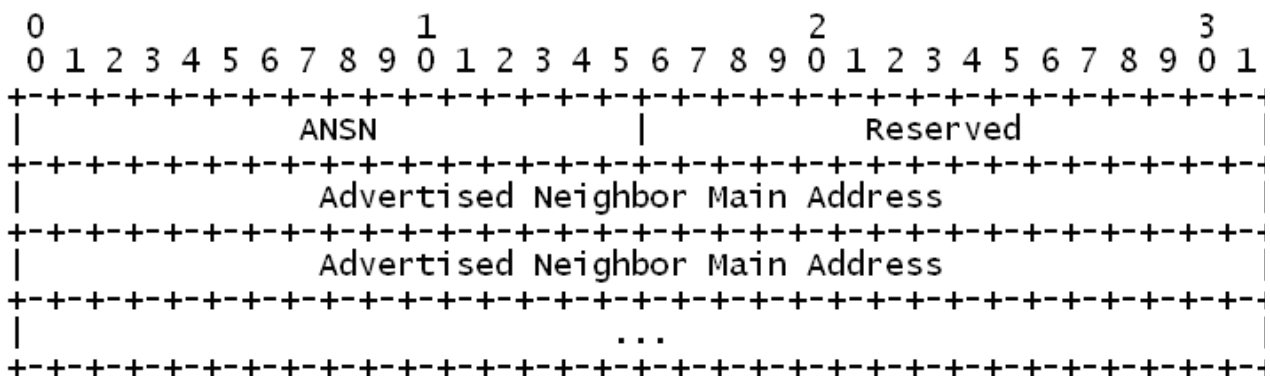 0                   1                   2                   3
0 1 2 3 4 5 6 7 8 9 0 1 2 3 4 5 6 7 8 9 0 1 2 3 4 5 6 7 8 9 0 1
+-+-+-+-+-+-+-+-+-+-+-+-+-+-+-+-+-+-+-+-+-+-+-+-+-+-+-+-+-+-+-+-+
|              ANSN             |           Reserved            |
+-+-+-+-+-+-+-+-+-+-+-+-+-+-+-+-+-+-+-+-+-+-+-+-+-+-+-+-+-+-+-+-+
|               Advertised Neighbor Main Address                |
+-+-+-+-+-+-+-+-+-+-+-+-+-+-+-+-+-+-+-+-+-+-+-+-+-+-+-+-+-+-+-+-+
|               Advertised Neighbor Main Address                |
+-+-+-+-+-+-+-+-+-+-+-+-+-+-+-+-+-+-+-+-+-+-+-+-+-+-+-+-+-+-+-+-+
|                              ...                              |
+-+-+-+-+-+-+-+-+-+-+-+-+-+-+-+-+-+-+-+-+-+-+-+-+-+-+-+-+-+-+-+-+